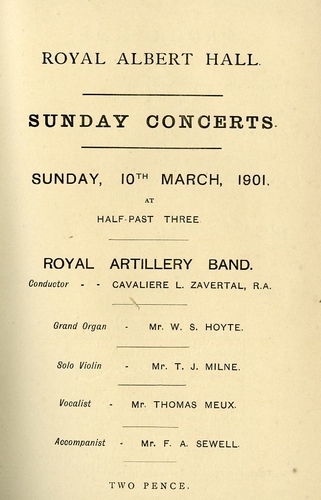 ROYAL ALBERT HALL.
SUNDAY CONCERTS.
SUNDAY, 10TH MARCH, 1901.
AT
HALF-PAST THREE.
ROYAL ARTILLERY BAND.
Conductor - - CAVALIERE L. ZAVERTAL, R.A.
Grand Organ - Mr. W. S. HOYTE.
Solo Violin - Mr. T. J. MILNE.
Vocalist - Mr. THOMAS MEUX.
Accompanist - Mr. F. A. SEWELL.
TWO PENCE.